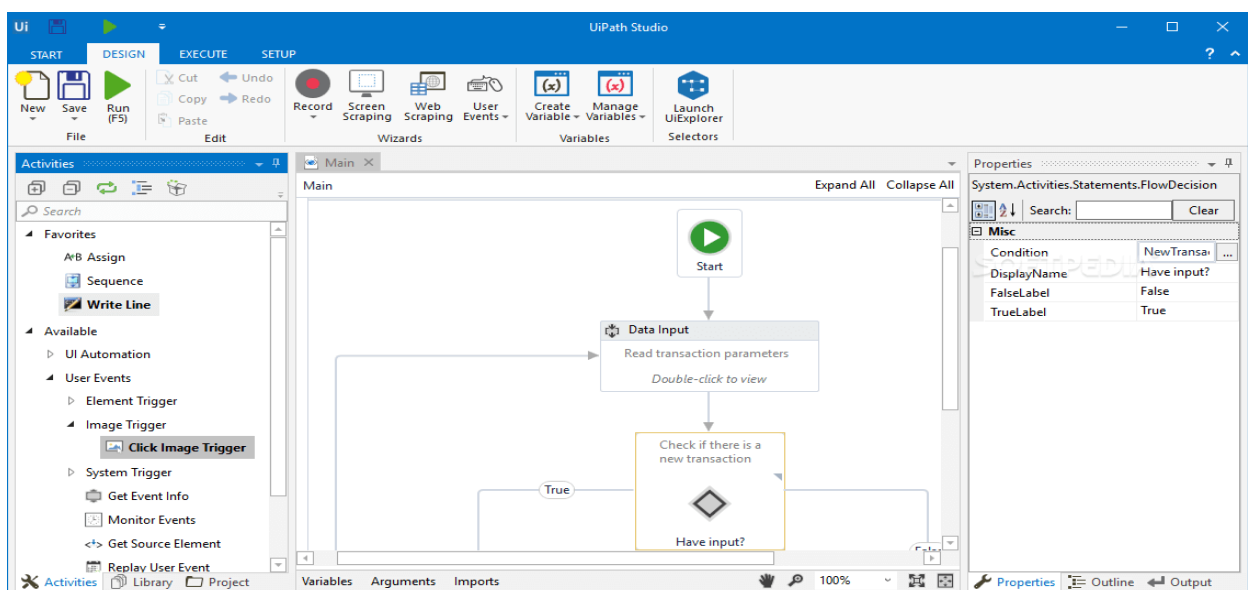 Ui
UiPath Studio
START DESIGN EXECUTE SETUP
?
New Save Run (F5)
Cut Undo
Copy Redo
Paste
Record Screen Scraping Web Scraping User Events
Create Variable Manage Variables
Launch UiExplorer
File Edit Wizards Variables Selectors
Activities
Search
Favorites
A+B Assign
Sequence
Write Line
Available
UI Automation
User Events
Element Trigger
Image Trigger
Click Image Trigger
System Trigger
Get Event Info
Monitor Events
Get Source Element
Replay User Event
Activities Library Project
Main
Main Expand All Collapse All
Start
Data Input
Read transaction parameters
Double-click to view
Check if there is a
new transaction
True
Have input?
False
Variables Arguments Imports 100%
Properties
System.Activities.Statements.FlowDecision
Search: Clear
Misc
Condition NewTransa ...
DisplayName Have input?
FalseLabel False
TrueLabel True
SOFTPEDIA
Properties Outline Output